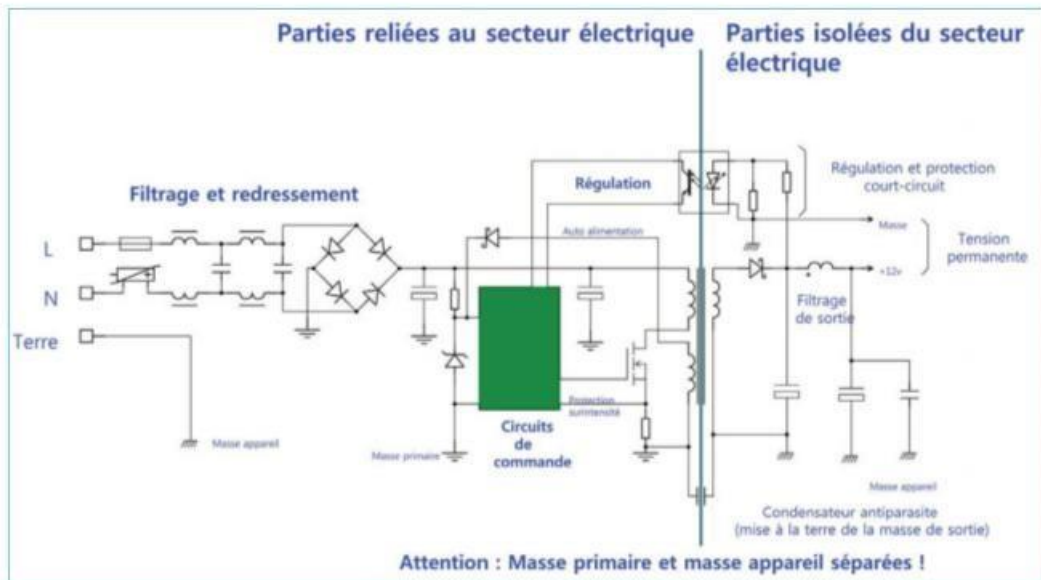 Parties reliées au secteur électrique
Parties isolées du secteur
électrique
Filtrage et redressement
Régulation
Régulation et protection
court-circuit
L
Auto alimentation
Masse
Tension
permanente
N
+12v
Filtrage
de sortie
Terre
Protection
surintensité
Masse appareil
Circuits
de
commande
Masse primaire
Masse appareil
Condensateur antiparasite
(mise à la terre de la masse de sortie)
Attention : Masse primaire et masse appareil séparées !